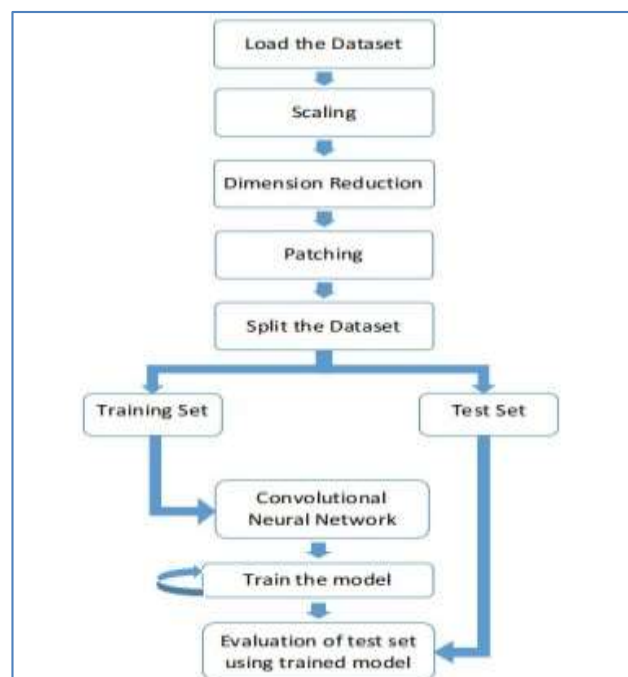 Load the Dataset
Scaling
Dimension Reduction
Patching
Split the Dataset
Training Set
Test Set
Convolutional
Neural Network
Train the model
Evaluation of test set
using trained model